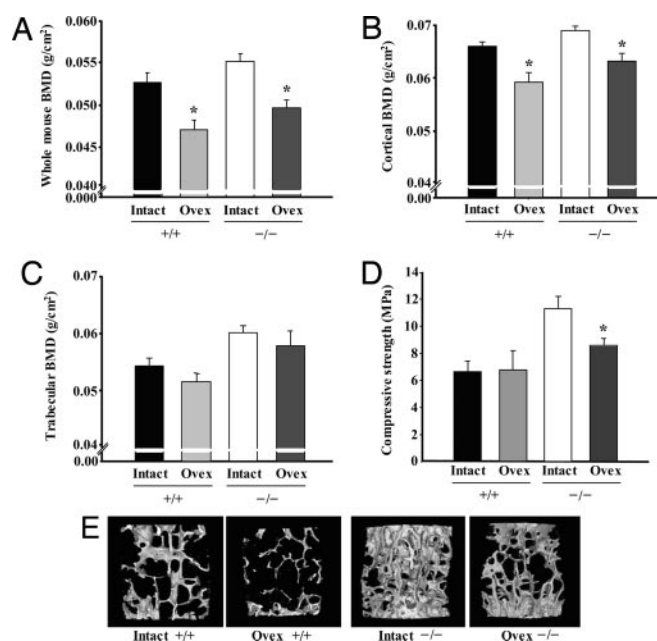 A
Whole mouse BMD (g/cm²)
0.060
0.055
0.050
0.045
0.040
0.000
*
*
Intact Ovex Intact Ovex
+/+ −/−
B
Cortical BMD (g/cm²)
0.07
0.06
0.05
0.04
0.00
*
*
Intact Ovex Intact Ovex
+/+ −/−
C
Trabecular BMD (g/cm²)
0.07
0.06
0.05
0.04
0.00
Intact Ovex Intact Ovex
+/+ −/−
D
Compressive strength (MPa)
14
12
10
8
6
4
2
0
*
Intact Ovex Intact Ovex
+/+ −/−
E
Intact +/+ Ovex +/+ Intact −/− Ovex −/−